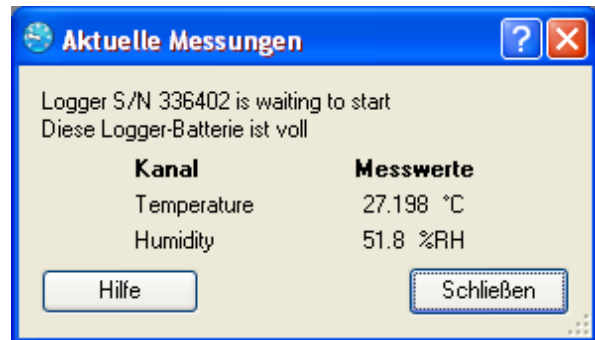 Aktuelle Messungen
Logger S/N 336402 is waiting to start
Diese Logger-Batterie ist voll
Kanal Messwerte
Temperature 27.198 °C
Humidity 51.8 %RH
Hilfe Schließen